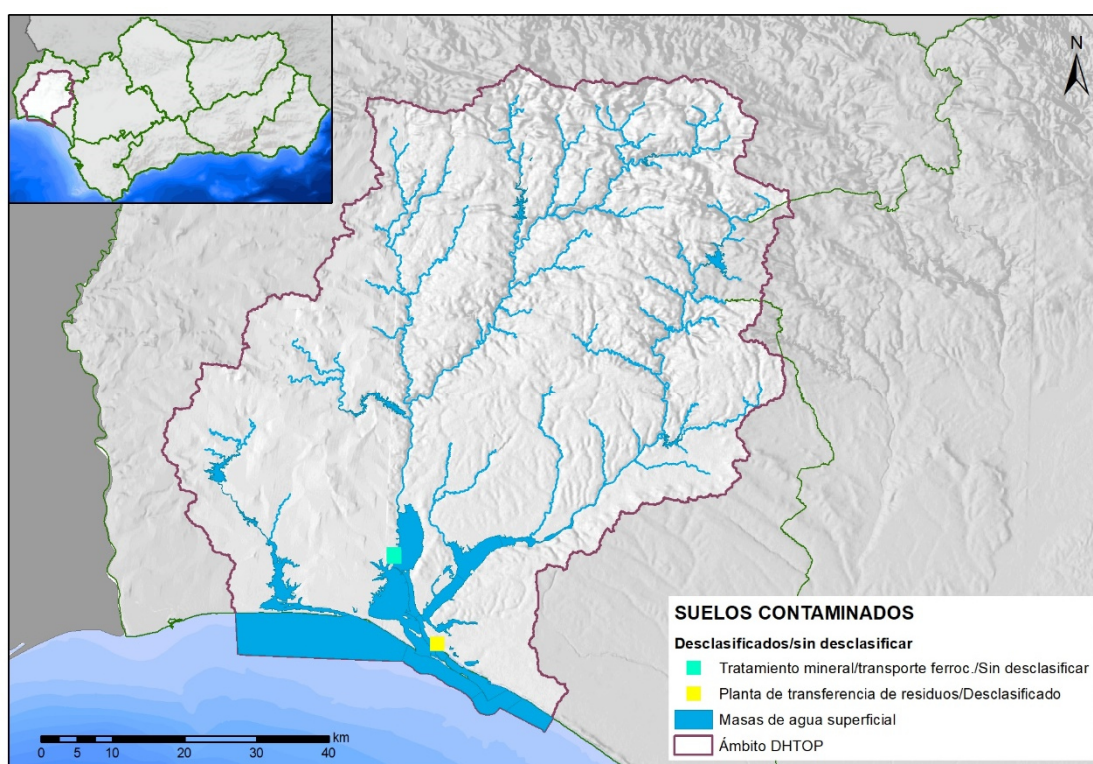 N
SUELOS CONTAMINADOS
Desclasificados/sin desclasificar
Tratamiento mineral/transporte ferroc./Sin desclasificar
Planta de transferencia de residuos/Desclasificado
Masas de agua superficial
Ámbito DHTOP
km
0 5 10 20 30 40